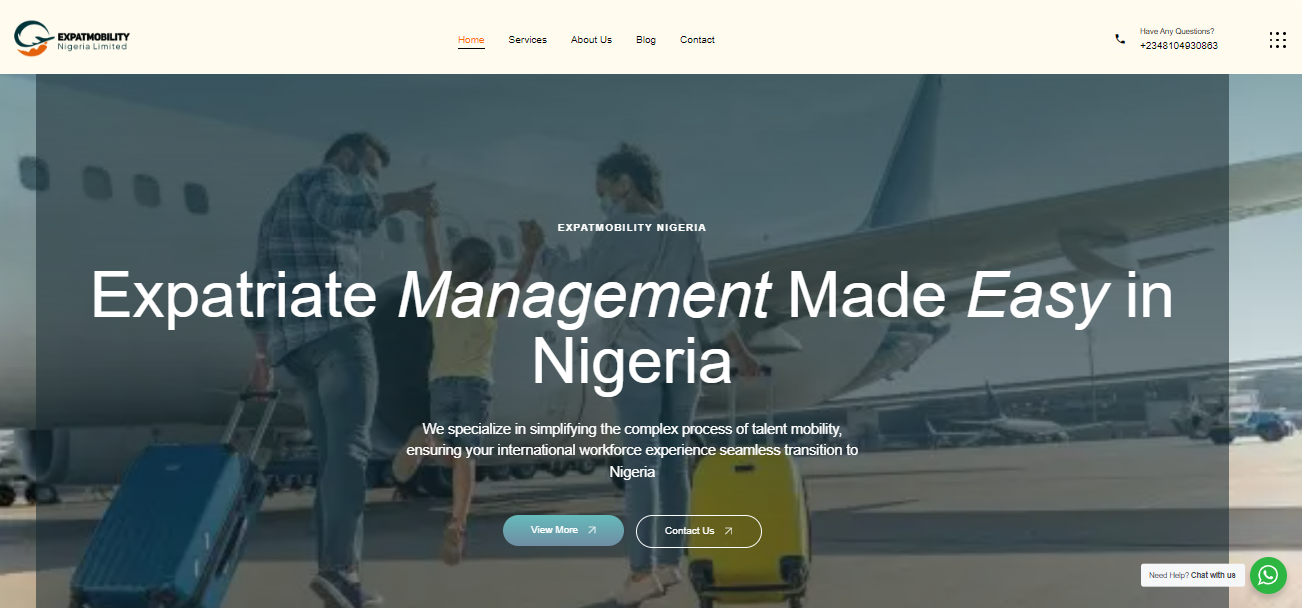 EXPATMOBILITY
Nigeria Limited
Home
Services
About Us
Blog
Contact
Have Any Questions?
+2348104930863
EXPATMOBILITY NIGERIA
Expatriate Management Made Easy in
Nigeria
We specialize in simplifying the complex process of talent mobility,
ensuring your international workforce experience seamless transition to
Nigeria
View More
Contact Us
Need Help? Chat with us